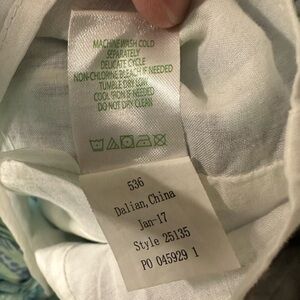 MACHINE WASH COLD
SEPARATELY
DELICATE CYCLE
NON-CHLORINE BLEACH IF NEEDED
TUMBLE DRY LOW
COOL IRON IF NEEDED
DO NOT DRY CLEAN
536
Dalian, China
Jan-17
Style 25135
PO 045929 1